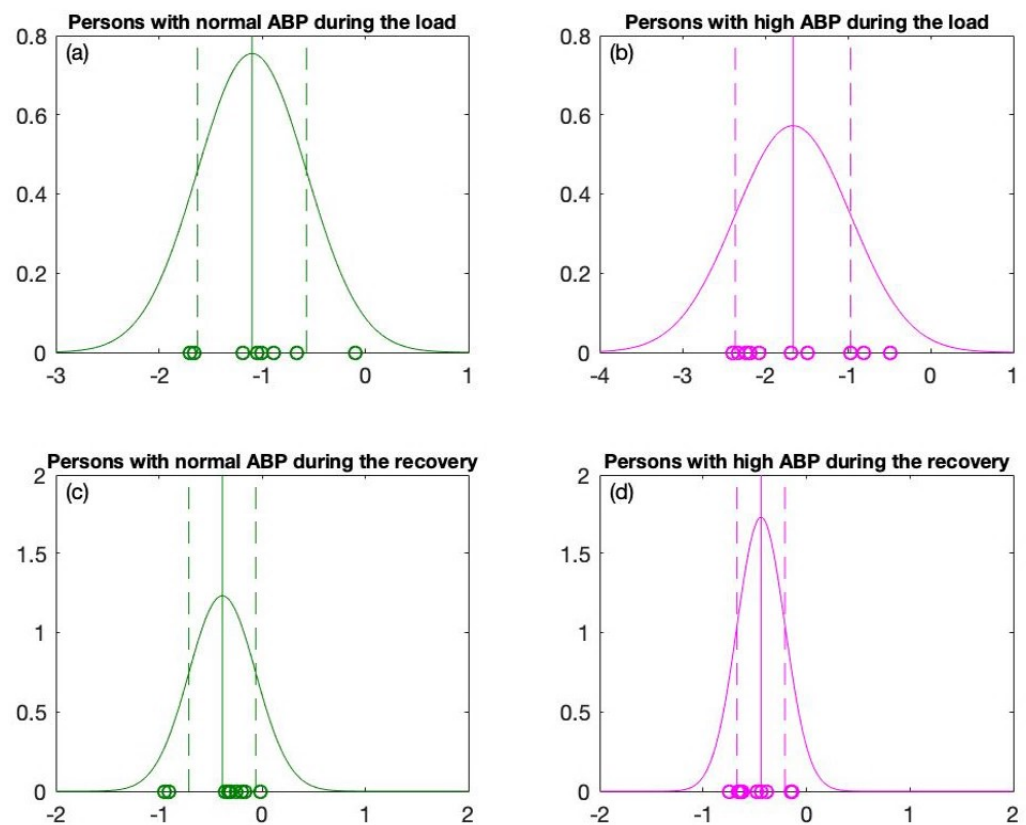 Persons with normal ABP during the load
(a)
0.8
0.6
0.4
0.2
0
-3 -2 -1 0 1
Persons with high ABP during the load
(b)
0.8
0.6
0.4
0.2
0
-4 -3 -2 -1 0 1
Persons with normal ABP during the recovery
(c)
2
1.5
1
0.5
0
-2 -1 0 1 2
Persons with high ABP during the recovery
(d)
2
1.5
1
0.5
0
-2 -1 0 1 2